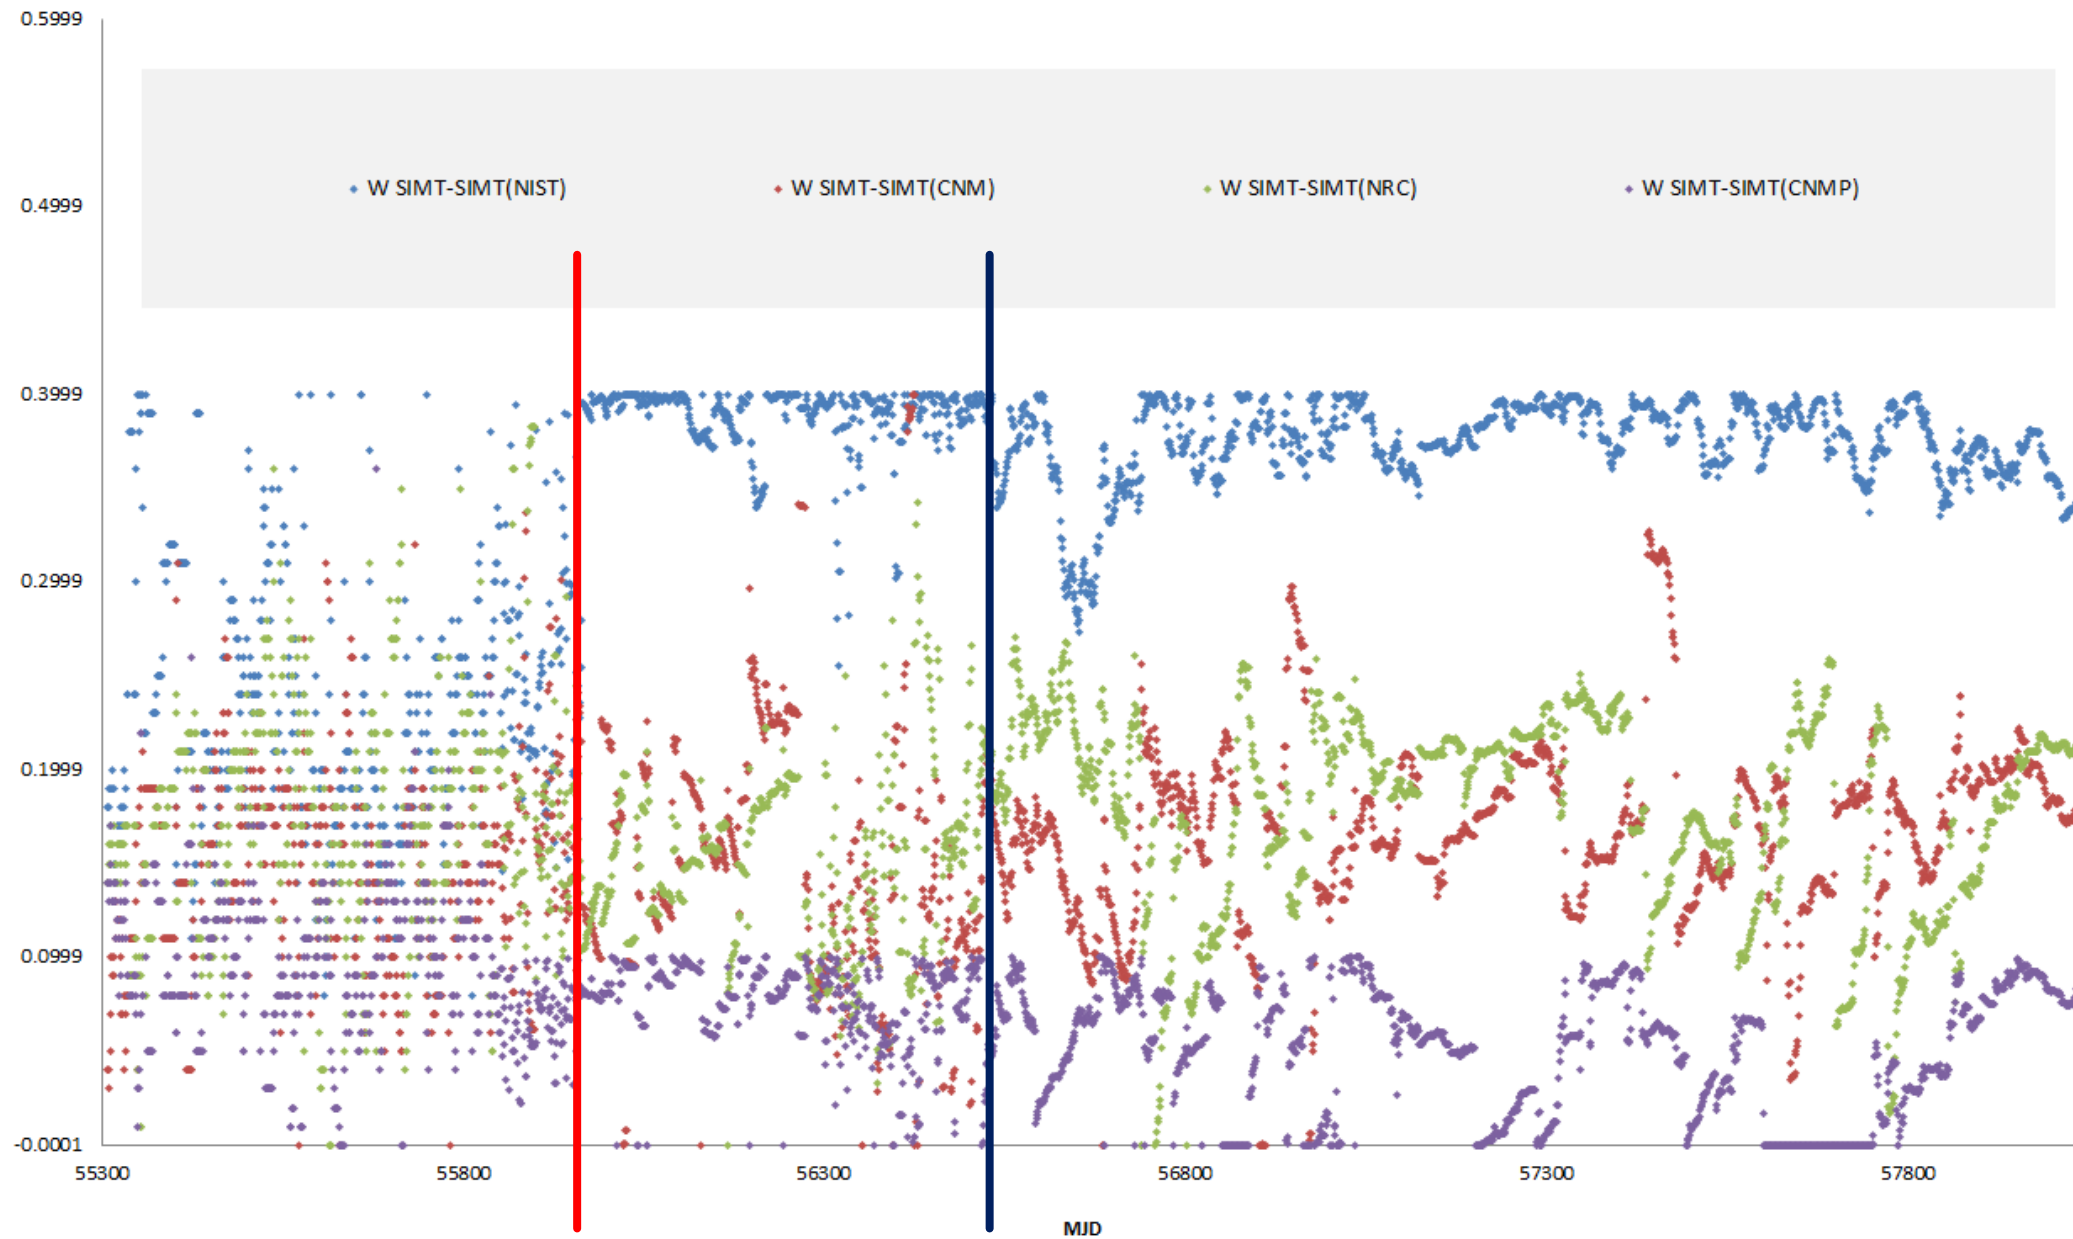 0.5999
W SIMT-SIMT(NIST) W SIMT-SIMT(CNM) W SIMT-SIMT(NRC) W SIMT-SIMT(CNMP)
0.4999
0.3999
0.2999
0.1999
0.0999
-0.0001
55300 55800 56300 56800 57300 57800
MJD